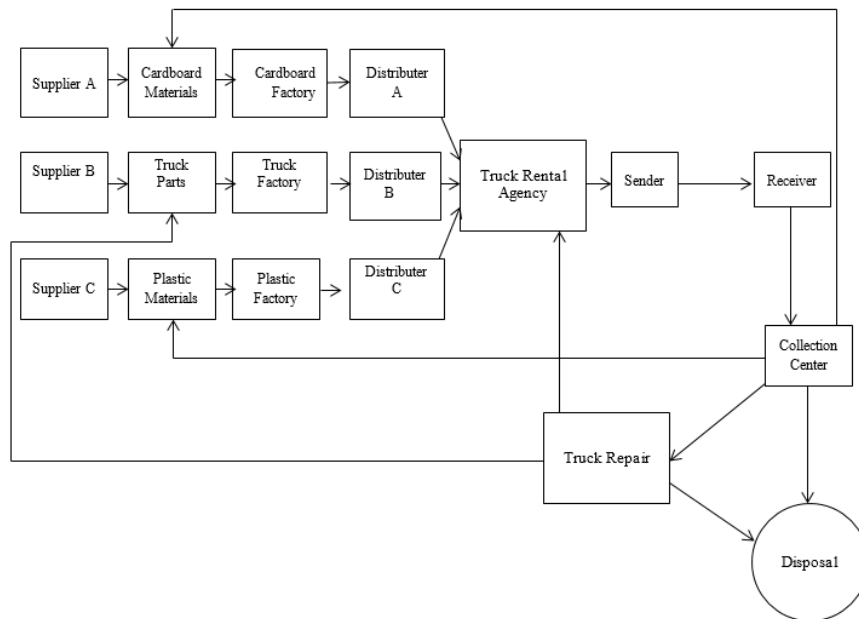 Supplier A
Cardboard
Materials
Cardboard
Factory
Distributer
A
Supplier B
Truck
Parts
Truck
Factory
Distributer
B
Truck Rental
Agency
Sender
Receiver
Supplier C
Plastic
Materials
Plastic
Factory
Distributer
C
Collection
Center
Truck Repair
Disposal